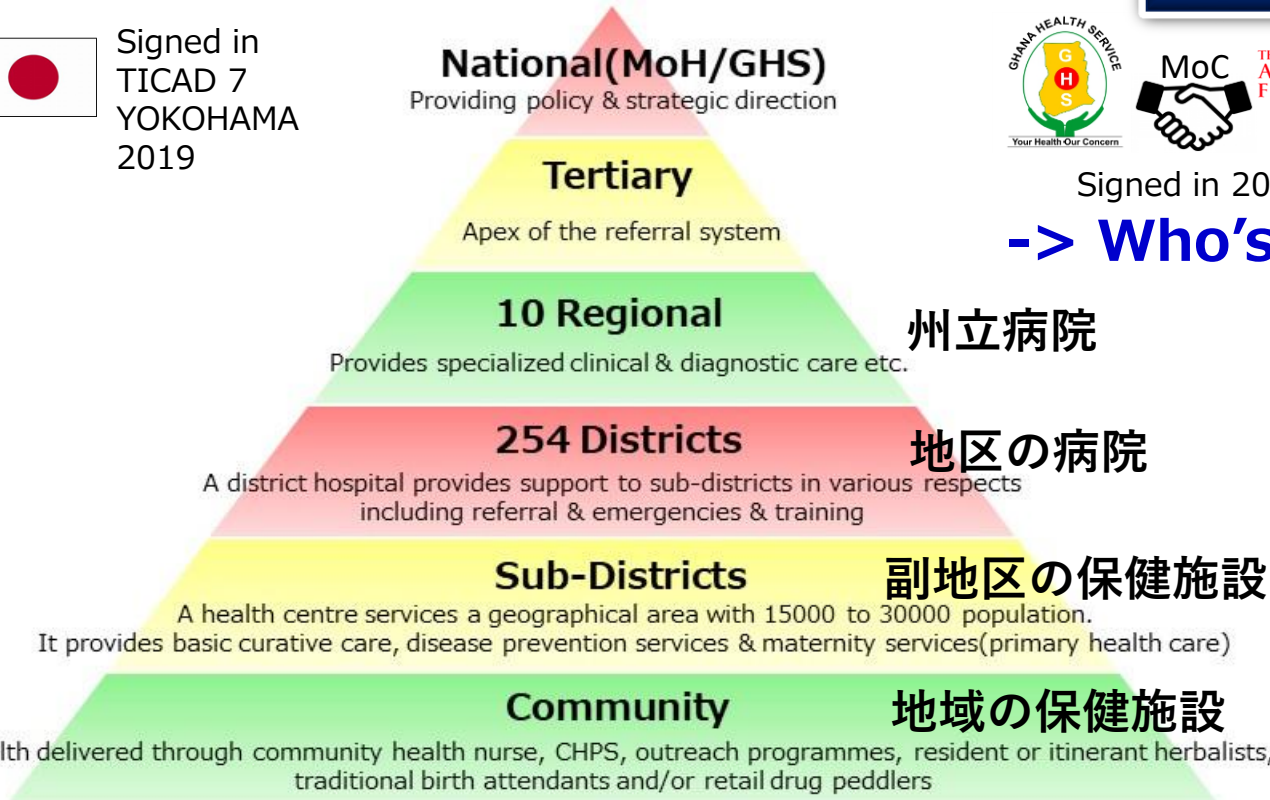 Signed in
TICAD 7
YOKOHAMA
2019
National(MoH/GHS)
Providing policy & strategic direction
GHANA HEALTH SERVICE
G
H
S
Your Health Our Concern
MoC
Signed in 20
-> Who's
Tertiary
Apex of the referral system
10 Regional
Provides specialized clinical & diagnostic care etc.
州立病院
254 Districts
A district hospital provides support to sub-districts in various respects
including referral & emergencies & training
地区の病院
Sub-Districts
A health centre services a geographical area with 15000 to 30000 population.
It provides basic curative care, disease prevention services & maternity services(primary health care)
副地区の保健施設
Community
地域の保健施設
lth delivered through community health nurse, CHPS, outreach programmes, resident or itinerant herbalists,
traditional birth attendants and/or retail drug peddlers